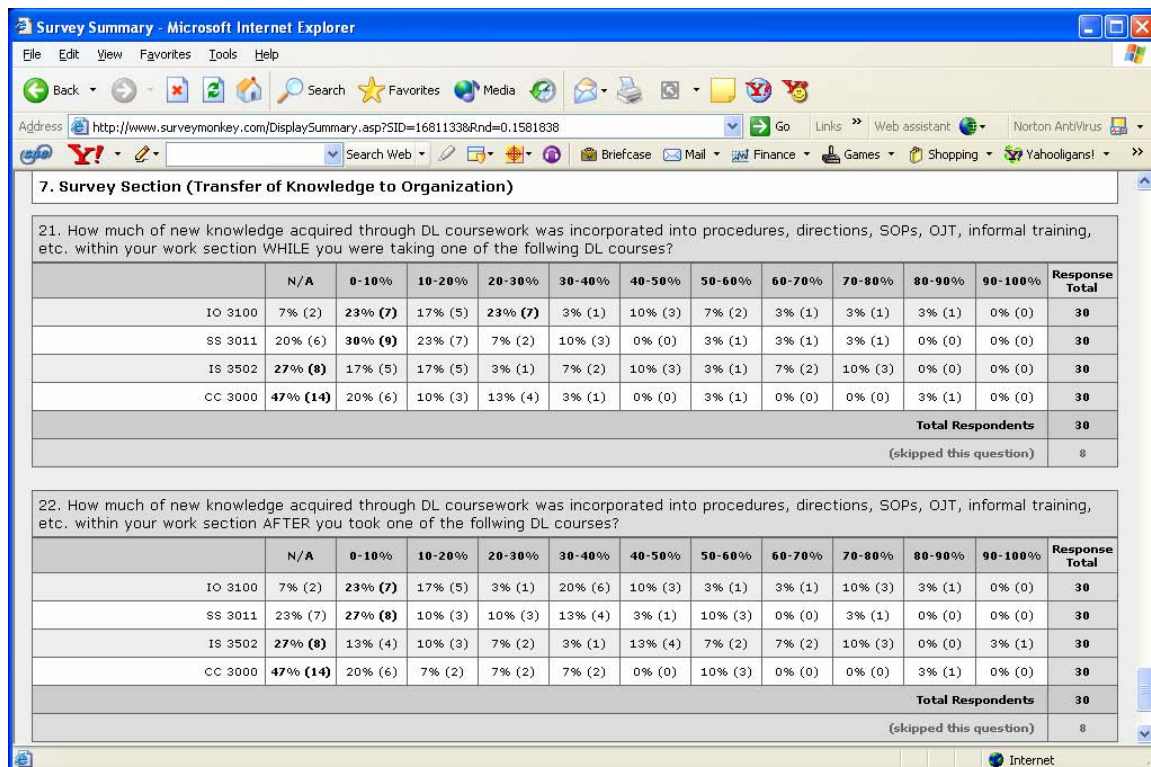 Survey Summary - Microsoft Internet Explorer
File Edit View Favorites Tools Help
Back Search Favorites Media
Address http://www.surveymonkey.com/DisplaySummary.asp?SID=1681133&Rnd=0.1581838 Go Links » Web assistant Norton AntiVirus
Y! Search Web Briefcase Mail Finance Games Shopping Yahooligans! »
7. Survey Section (Transfer of Knowledge to Organization)
21. How much of new knowledge acquired through DL coursework was incorporated into procedures, directions, SOPs, OJT, informal training,
etc. within your work section WHILE you were taking one of the follwing DL courses?
N/A 0-10% 10-20% 20-30% 30-40% 40-50% 50-60% 60-70% 70-80% 80-90% 90-100% Response Total
IO 3100 7% (2) 23% (7) 17% (5) 23% (7) 3% (1) 10% (3) 7% (2) 3% (1) 3% (1) 3% (1) 0% (0) 30
SS 3011 20% (6) 30% (9) 23% (7) 7% (2) 10% (3) 0% (0) 3% (1) 3% (1) 3% (1) 0% (0) 0% (0) 30
IS 3502 27% (8) 17% (5) 17% (5) 3% (1) 7% (2) 10% (3) 3% (1) 7% (2) 10% (3) 0% (0) 0% (0) 30
CC 3000 47% (14) 20% (6) 10% (3) 13% (4) 3% (1) 0% (0) 3% (1) 0% (0) 0% (0) 3% (1) 0% (0) 30
Total Respondents 30
(skipped this question) 8
22. How much of new knowledge acquired through DL coursework was incorporated into procedures, directions, SOPs, OJT, informal training,
etc. within your work section AFTER you took one of the follwing DL courses?
N/A 0-10% 10-20% 20-30% 30-40% 40-50% 50-60% 60-70% 70-80% 80-90% 90-100% Response Total
IO 3100 7% (2) 23% (7) 17% (5) 3% (1) 20% (6) 10% (3) 3% (1) 3% (1) 10% (3) 3% (1) 0% (0) 30
SS 3011 23% (7) 27% (8) 10% (3) 10% (3) 13% (4) 3% (1) 10% (3) 0% (0) 3% (1) 0% (0) 0% (0) 30
IS 3502 27% (8) 13% (4) 10% (3) 7% (2) 3% (1) 13% (4) 7% (2) 7% (2) 10% (3) 0% (0) 3% (1) 30
CC 3000 47% (14) 20% (6) 7% (2) 7% (2) 7% (2) 0% (0) 10% (3) 0% (0) 0% (0) 3% (1) 0% (0) 30
Total Respondents 30
(skipped this question) 8
Internet